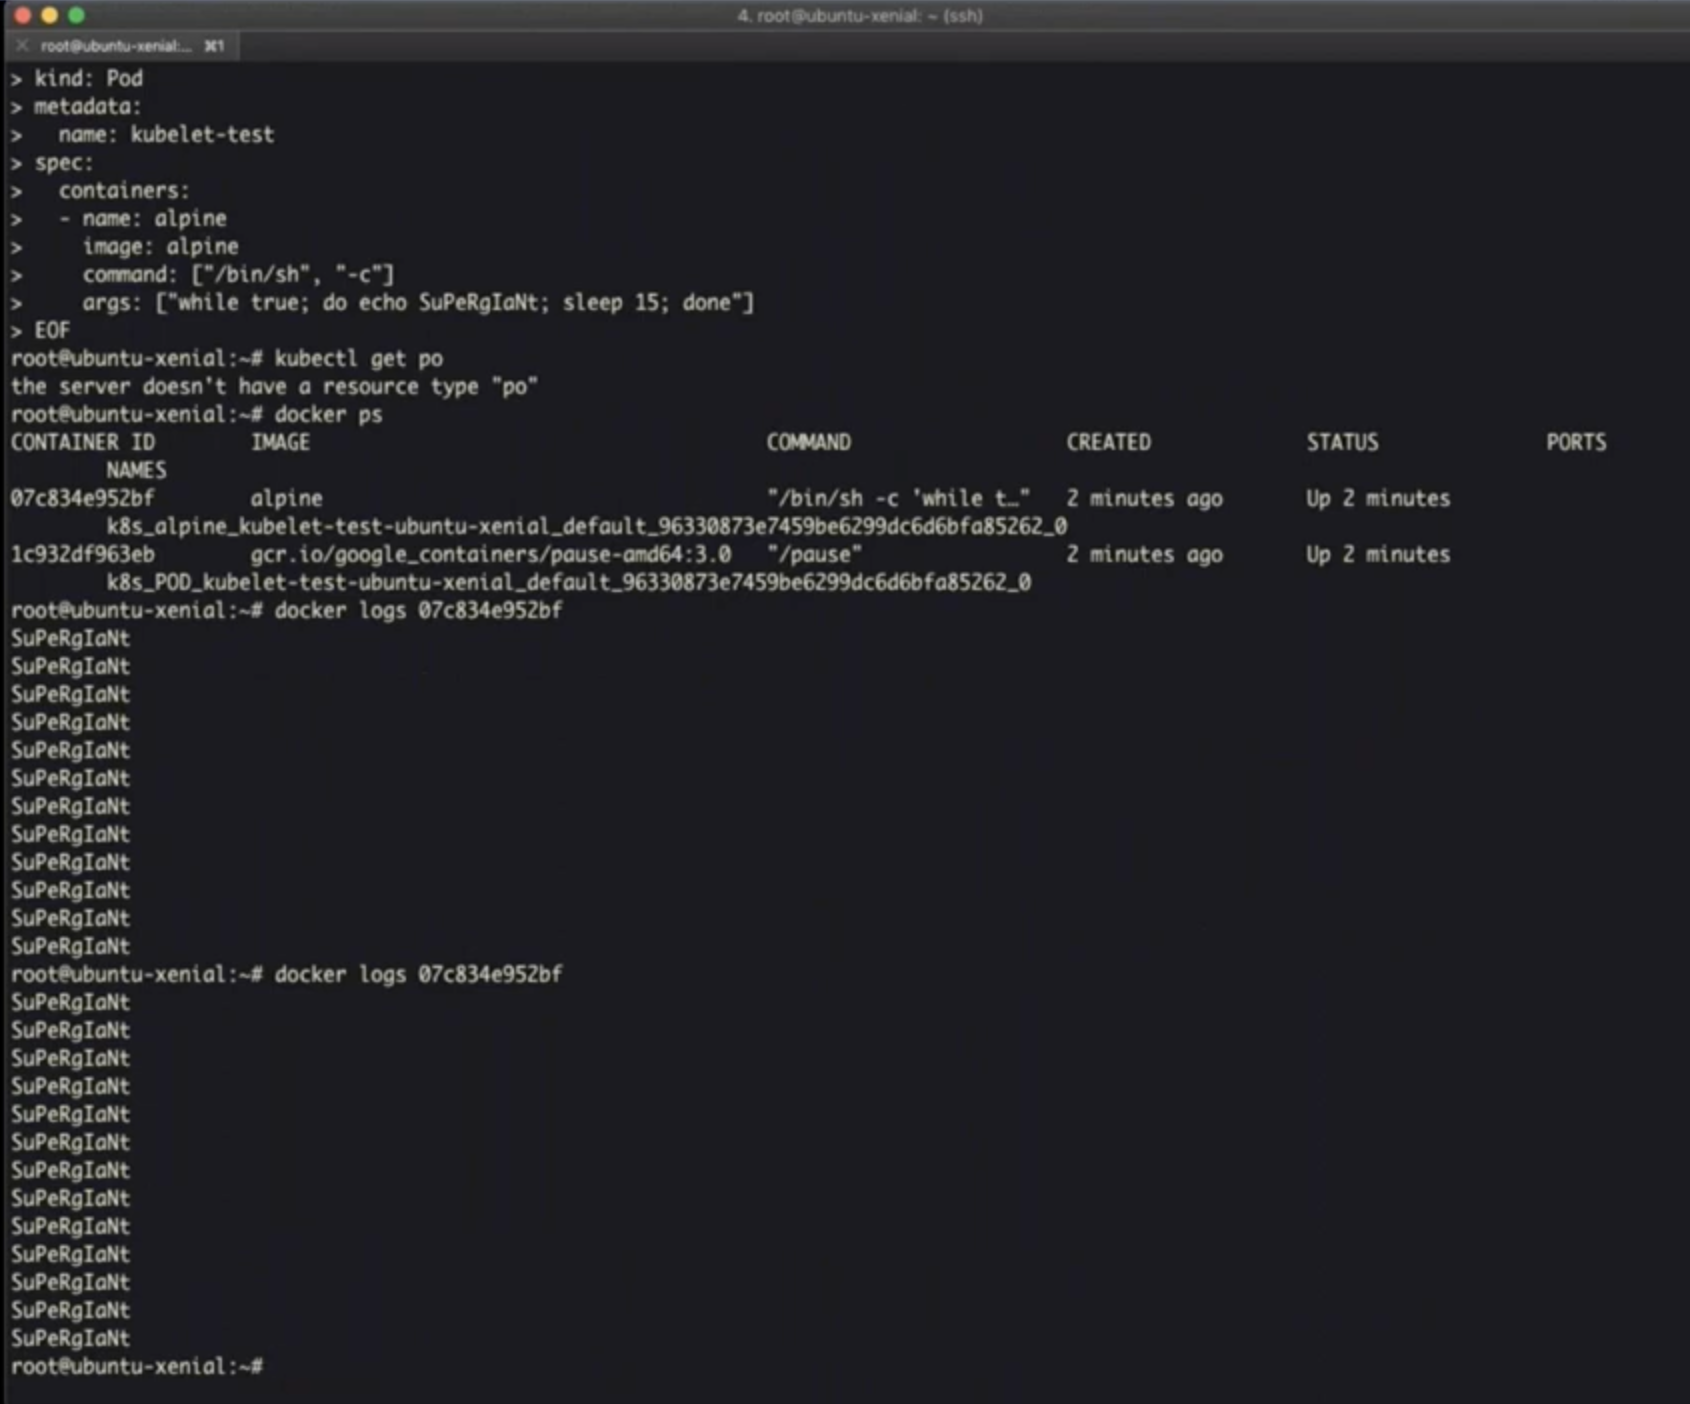 4. root@ubuntu-xenial: ~ (ssh)
root@ubuntu-xenial:... ⌘1
> kind: Pod
> metadata:
>   name: kubelet-test
> spec:
>   containers:
>   - name: alpine
>     image: alpine
>     command: ["/bin/sh", "-c"]
>     args: ["while true; do echo SuPeRgIaNt; sleep 15; done"]
> EOF
root@ubuntu-xenial:~# kubectl get po
the server doesn't have a resource type "po"
root@ubuntu-xenial:~# docker ps
CONTAINER ID        IMAGE                                      COMMAND                  CREATED             STATUS              PORTS
        NAMES
07c834e952bf        alpine                                     "/bin/sh -c 'while t…"   2 minutes ago       Up 2 minutes
        k8s_alpine_kubelet-test-ubuntu-xenial_default_96330873e7459be6299dc6d6bfa85262_0
1c932df963eb        gcr.io/google_containers/pause-amd64:3.0   "/pause"                 2 minutes ago       Up 2 minutes
        k8s_POD_kubelet-test-ubuntu-xenial_default_96330873e7459be6299dc6d6bfa85262_0
root@ubuntu-xenial:~# docker logs 07c834e952bf
SuPeRgIaNt
SuPeRgIaNt
SuPeRgIaNt
SuPeRgIaNt
SuPeRgIaNt
SuPeRgIaNt
SuPeRgIaNt
SuPeRgIaNt
SuPeRgIaNt
SuPeRgIaNt
SuPeRgIaNt
SuPeRgIaNt
root@ubuntu-xenial:~# docker logs 07c834e952bf
SuPeRgIaNt
SuPeRgIaNt
SuPeRgIaNt
SuPeRgIaNt
SuPeRgIaNt
SuPeRgIaNt
SuPeRgIaNt
SuPeRgIaNt
SuPeRgIaNt
SuPeRgIaNt
SuPeRgIaNt
SuPeRgIaNt
SuPeRgIaNt
root@ubuntu-xenial:~#